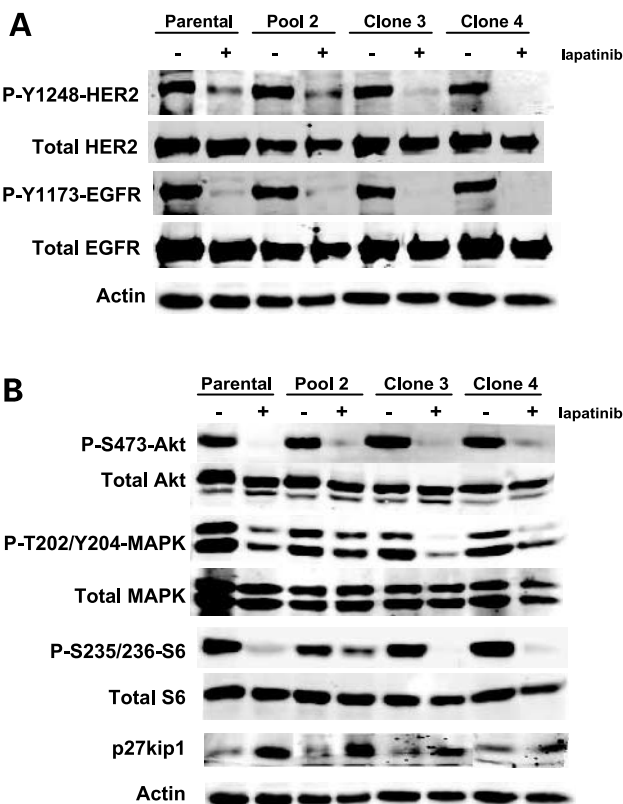 A
Parental Pool 2 Clone 3 Clone 4
- + - + - + - + lapatinib
P-Y1248-HER2
Total HER2
P-Y1173-EGFR
Total EGFR
Actin
B
Parental Pool 2 Clone 3 Clone 4
- + - + - + - + lapatinib
P-S473-Akt
Total Akt
P-T202/Y204-MAPK
Total MAPK
P-S235/236-S6
Total S6
p27kip1
Actin